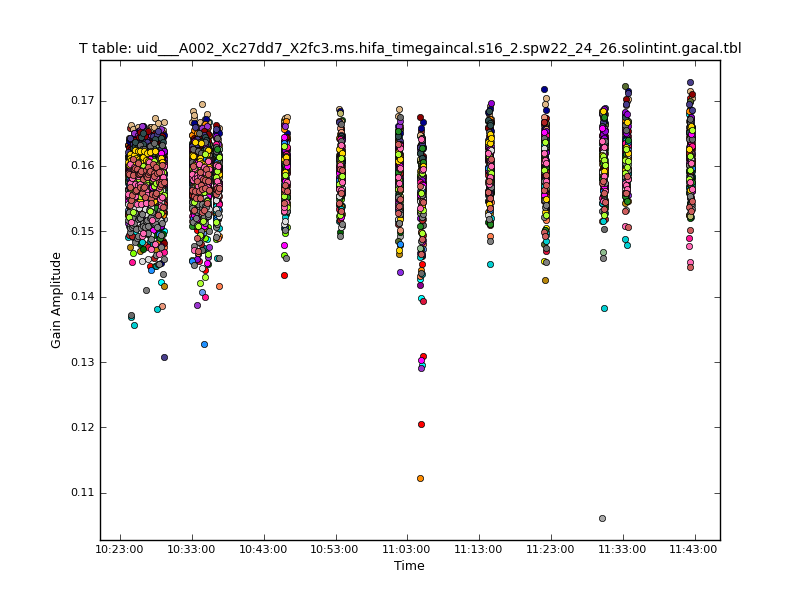 T table: uid___A002_Xc27dd7_X2fc3.ms.hifa_timegaincal.s16_2.spw22_24_26.solintint.gacal.tbl
0.17
0.16
0.15
0.14
0.13
0.12
0.11
Gain Amplitude
10:23:00 10:33:00 10:43:00 10:53:00 11:03:00 11:13:00 11:23:00 11:33:00 11:43:00
Time